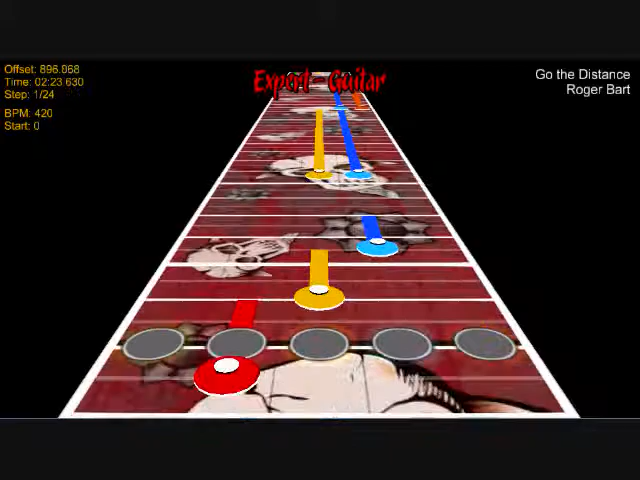 Offset: 896.068
Time: 02:23.630
Step: 1/24
BPM: 420
Start: 0
Expert - Guitar
Go the Distance
Roger Bart